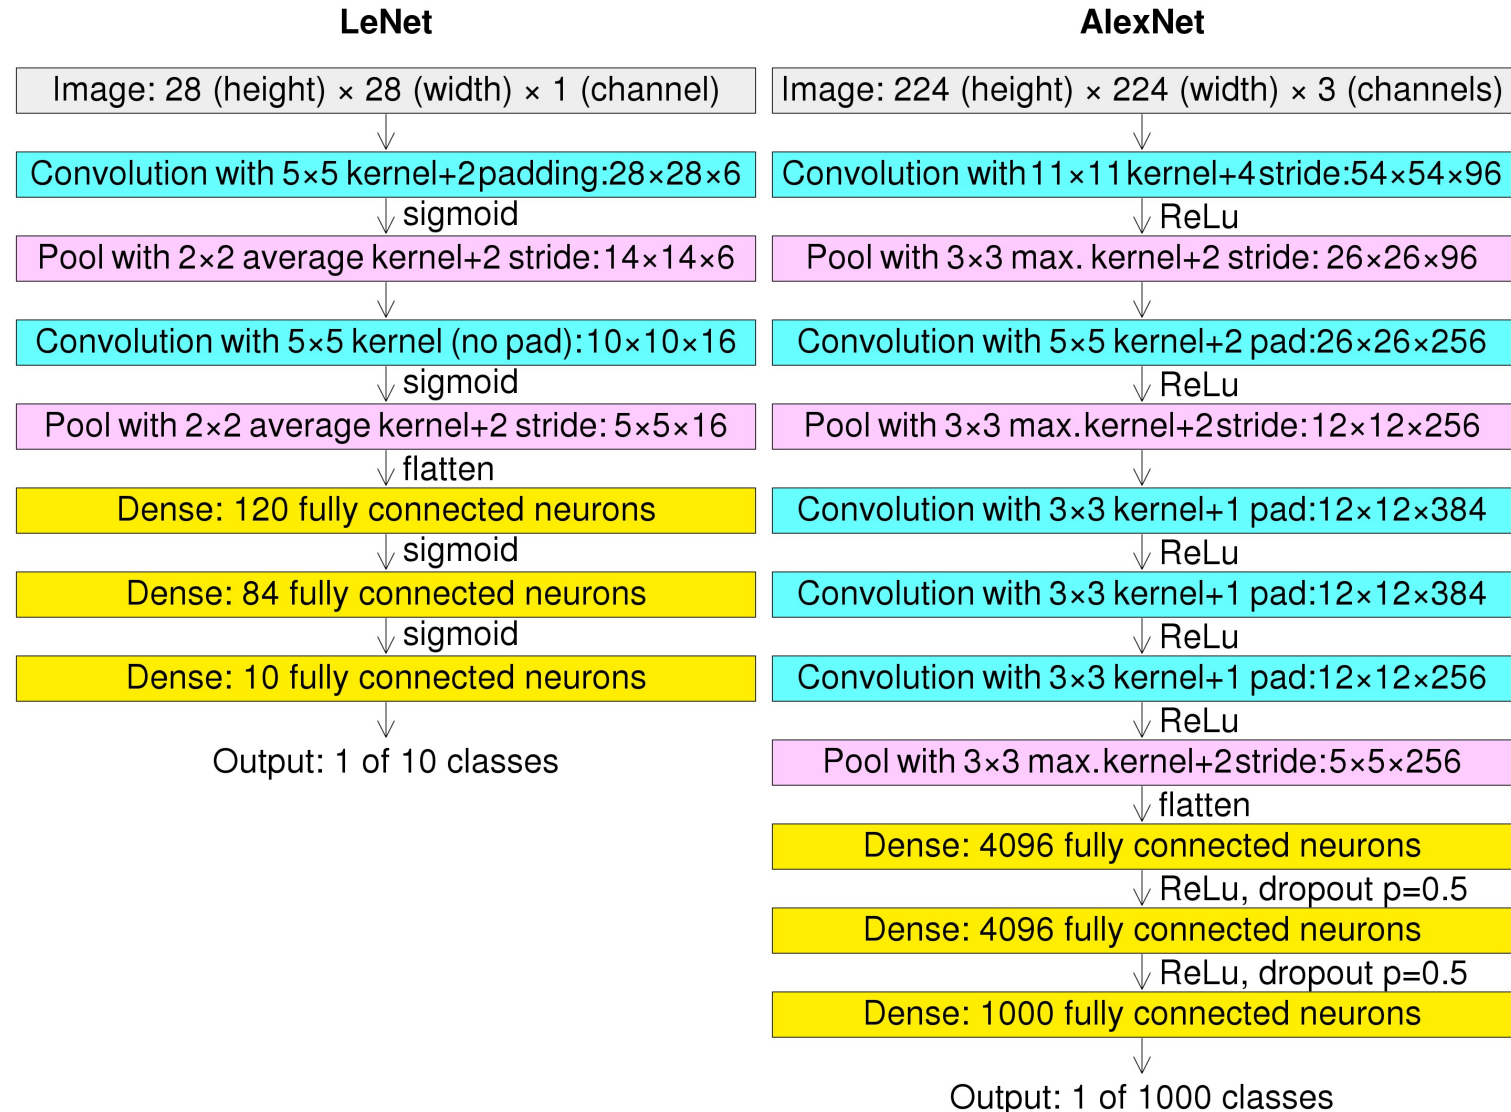 LeNet
Image: 28 (height) × 28 (width) × 1 (channel)
Convolution with 5×5 kernel+2padding:28×28×6
sigmoid
Pool with 2×2 average kernel+2 stride:14×14×6
Convolution with 5×5 kernel (no pad):10×10×16
sigmoid
Pool with 2×2 average kernel+2 stride: 5×5×16
flatten
Dense: 120 fully connected neurons
sigmoid
Dense: 84 fully connected neurons
sigmoid
Dense: 10 fully connected neurons
Output: 1 of 10 classes
AlexNet
Image: 224 (height) × 224 (width) × 3 (channels)
Convolution with 11×11 kernel+4 stride:54×54×96
ReLu
Pool with 3×3 max. kernel+2 stride: 26×26×96
Convolution with 5×5 kernel+2 pad:26×26×256
ReLu
Pool with 3×3 max.kernel+2stride:12×12×256
Convolution with 3×3 kernel+1 pad:12×12×384
ReLu
Convolution with 3×3 kernel+1 pad:12×12×384
ReLu
Convolution with 3×3 kernel+1 pad:12×12×256
ReLu
Pool with 3×3 max.kernel+2stride:5×5×256
flatten
Dense: 4096 fully connected neurons
ReLu, dropout p=0.5
Dense: 4096 fully connected neurons
ReLu, dropout p=0.5
Dense: 1000 fully connected neurons
Output: 1 of 1000 classes